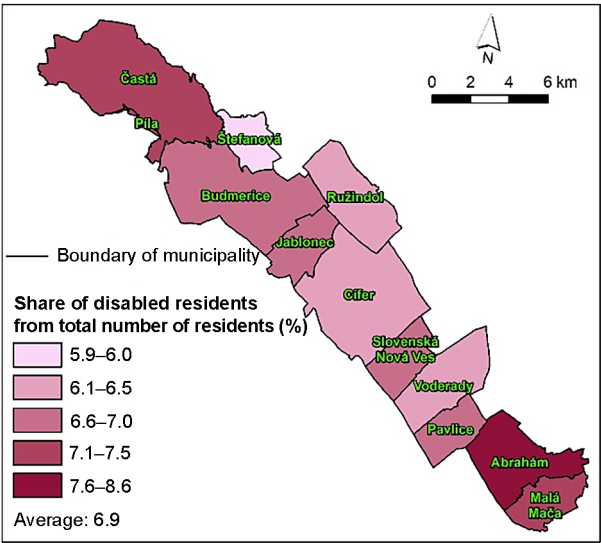 N
0 2 4 6 km
Častá
Píla
Štefanová
Budmerice
Ružindol
Jablonec
Cífer
Slovenská
Nová Ves
Voderady
Pavlice
Abrahám
Malá
Mača
Boundary of municipality
Share of disabled residents
from total number of residents (%)
5.9–6.0
6.1–6.5
6.6–7.0
7.1–7.5
7.6–8.6
Average: 6.9